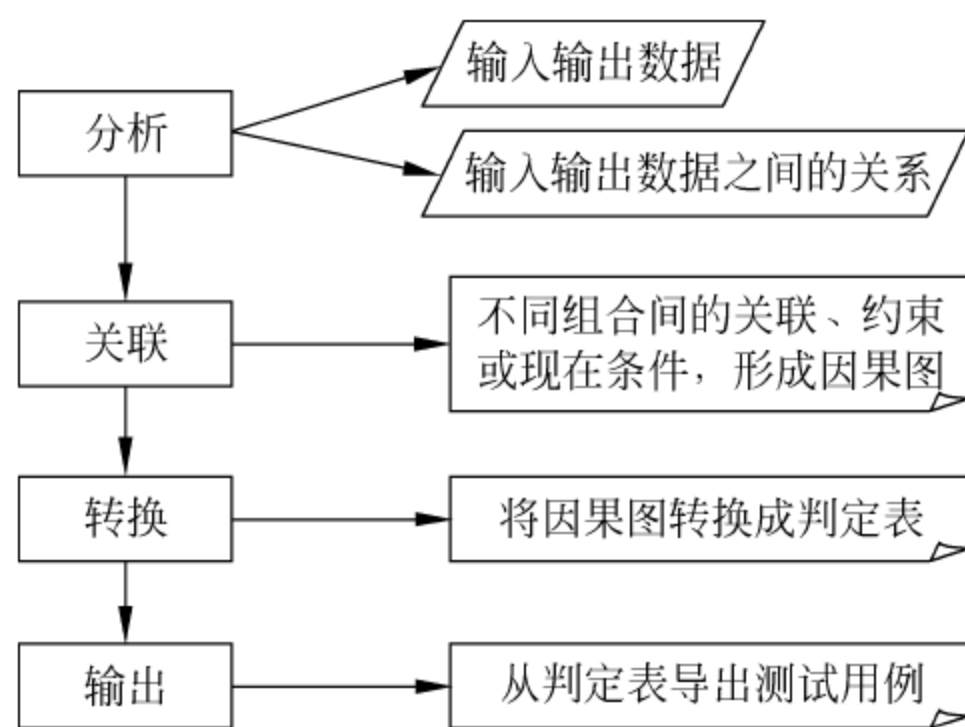 输入输出数据
分析
输入输出数据之间的关系
关联
不同组合间的关联、约束
或现在条件，形成因果图
转换
将因果图转换成判定表
输出
从判定表导出测试用例